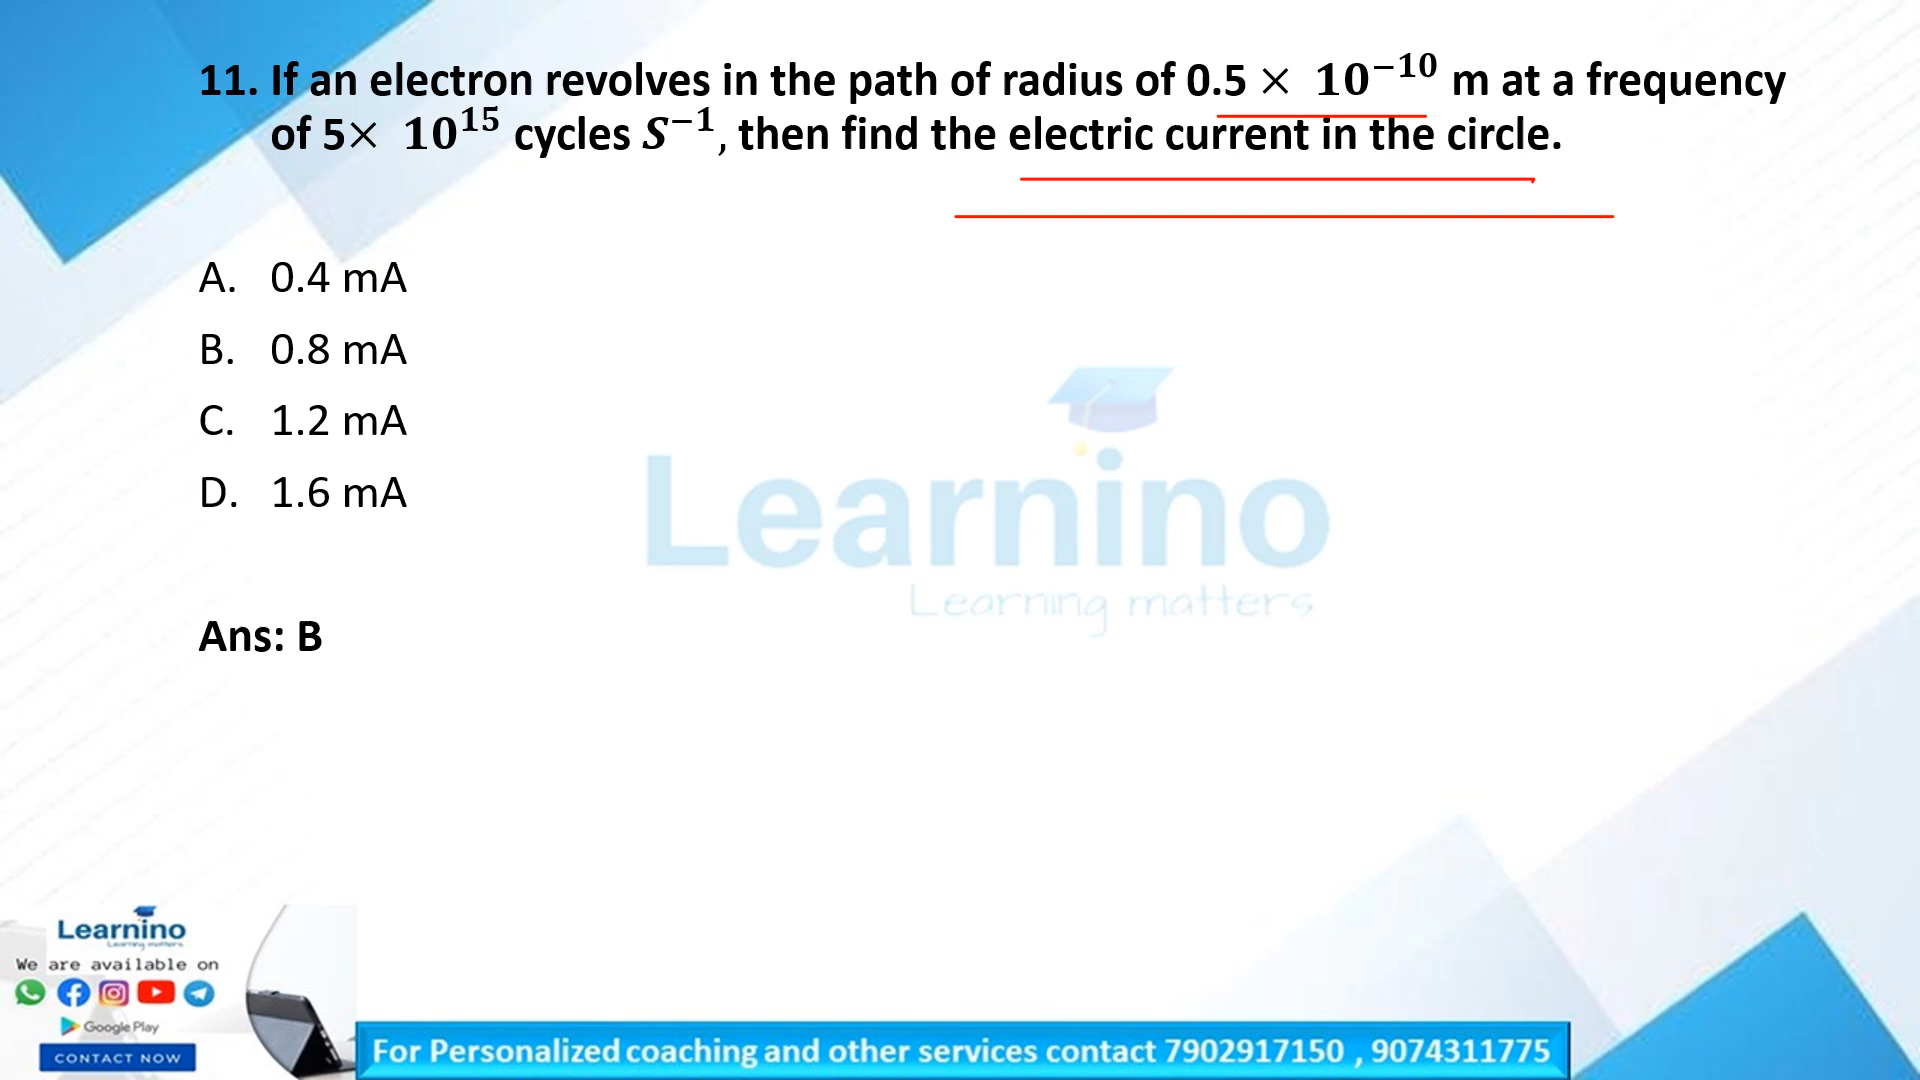 11. If an electron revolves in the path of radius of 0.5 × 10⁻¹⁰ m at a frequency
of 5× 10¹⁵ cycles S⁻¹, then find the electric current in the circle.
A. 0.4 mA
B. 0.8 mA
C. 1.2 mA
D. 1.6 mA
Learnino
Learning matters
Ans: B
Learnino
Learning matters
We are available on
Google Play
CONTACT NOW
For Personalized coaching and other services contact 7902917150 , 9074311775